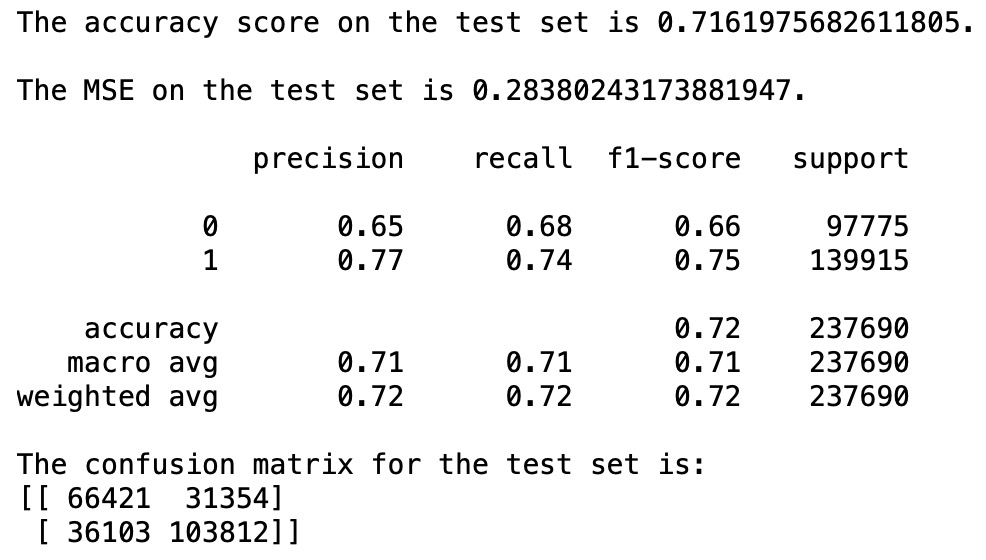 The accuracy score on the test set is 0.7161975682611805.
The MSE on the test set is 0.28380243173881947.
precision recall f1-score support
0 0.65 0.68 0.66 97775
1 0.77 0.74 0.75 139915
accuracy 0.72 237690
macro avg 0.71 0.71 0.71 237690
weighted avg 0.72 0.72 0.72 237690
The confusion matrix for the test set is:
[[ 66421 31354]
[ 36103 103812]]